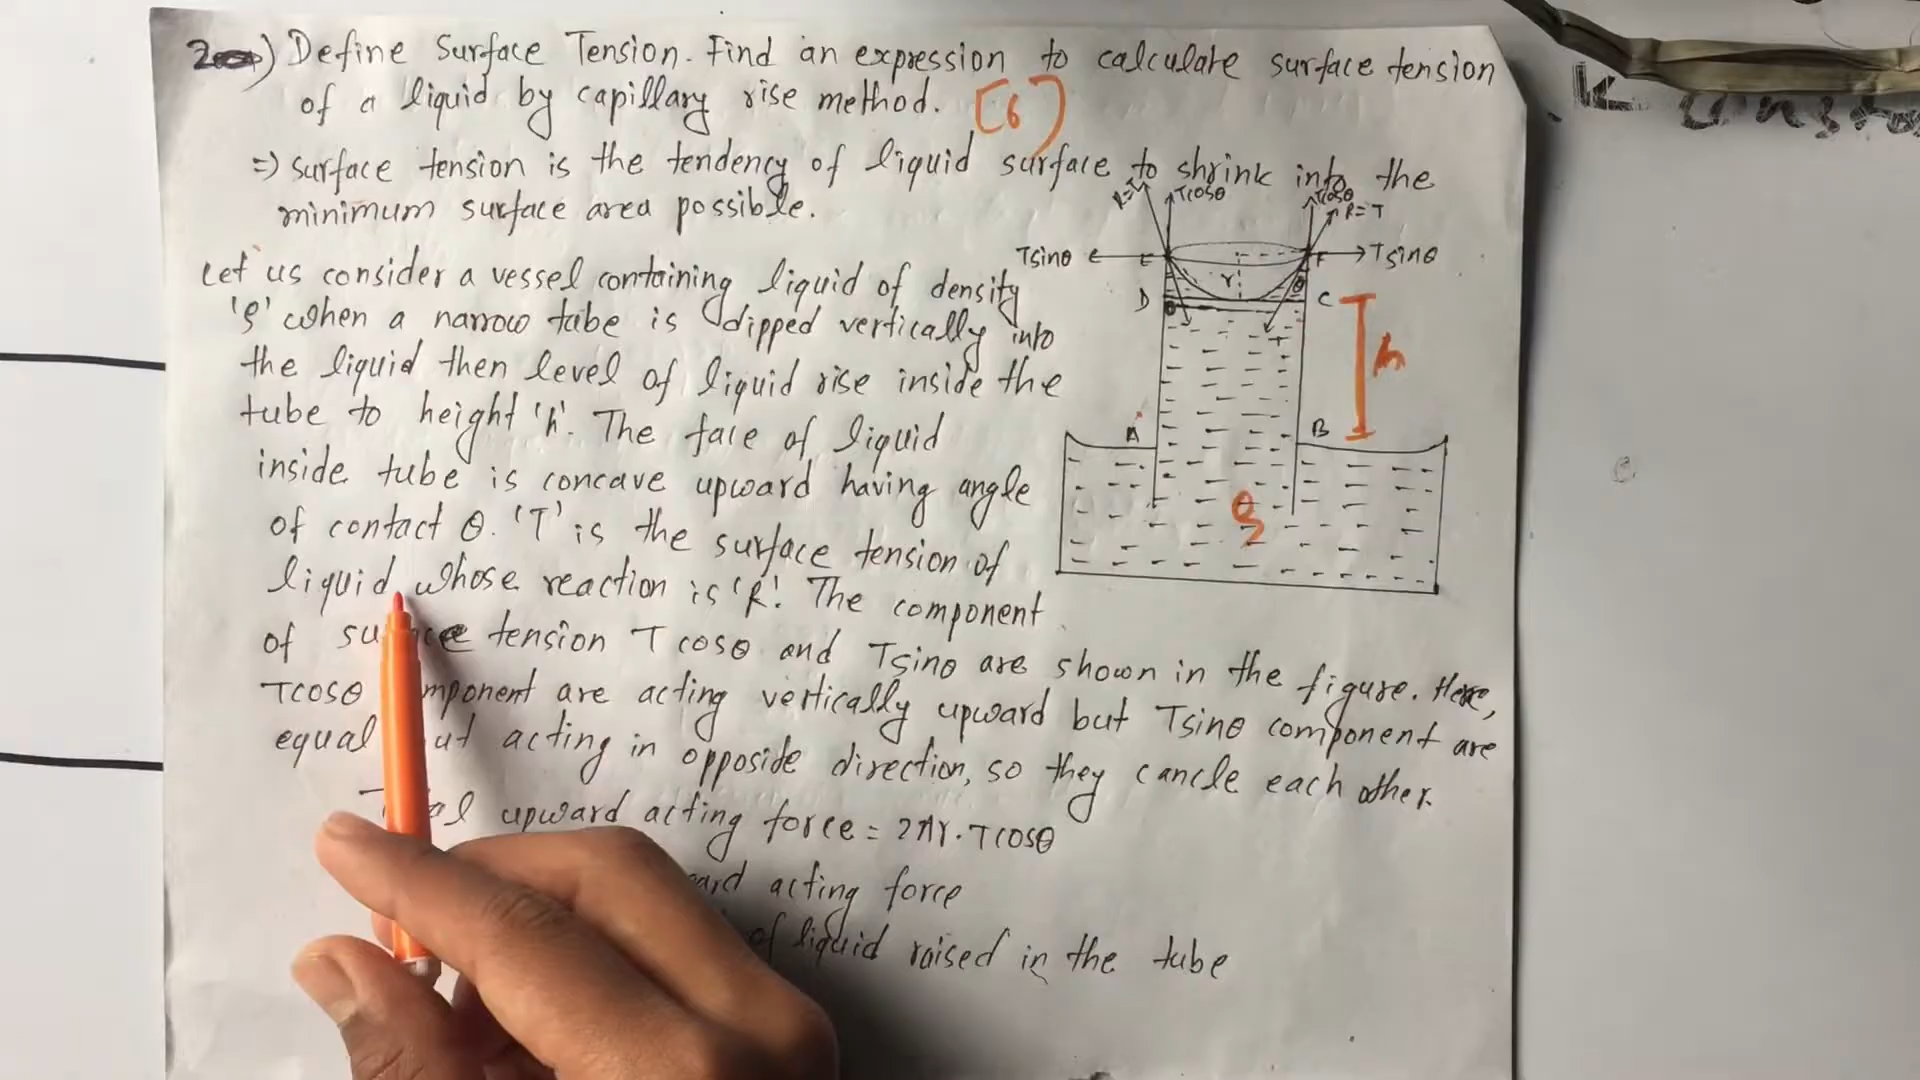 2) Define Surface Tension. Find an expression to calculate surface tension
of a liquid by capillary rise method. [6]
=) surface tension is the tendency of liquid surface to shrink into the
minimum surface area possible.
R=T Tcosθ Tcosθ R=T
Tsinθ E F Tsinθ
r θ
D θ C
T
h
A B
ρ
Let us consider a vessel containing liquid of density
'ρ' when a narrow tube is dipped vertically into
the liquid then level of liquid rise inside the
tube to height 'h'. The face of liquid
inside tube is concave upward having angle
of contact θ. 'T' is the surface tension of
liquid whose reaction is 'R'. The component
of tension T cosθ and Tsinθ are shown in the figure. Here,
Tcosθ mponent are acting vertically upward but Tsinθ component are
equal ut acting in opposite direction, so they cancle each other.
upward acting force = 2πr.Tcosθ
ard acting force
of liquid raised in the tube
K consta